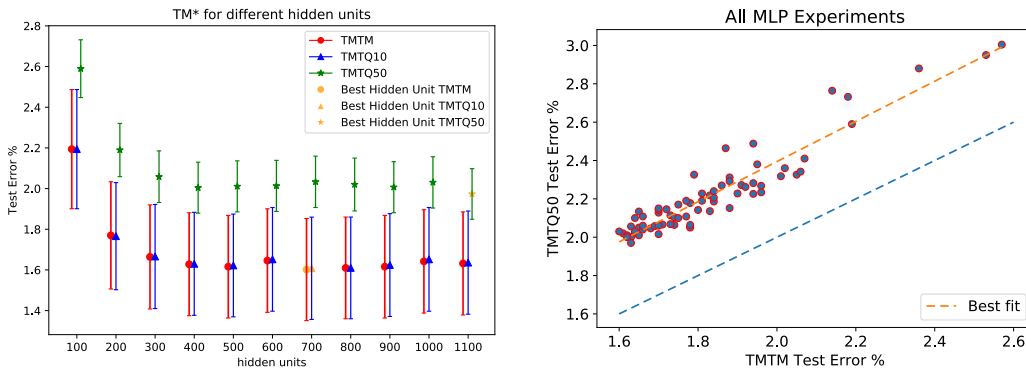 TM* for different hidden units
2.8
2.6
2.4
2.2
2.0
1.8
1.6
1.4
Test Error %
TMTM
TMTQ10
TMTQ50
Best Hidden Unit TMTM
Best Hidden Unit TMTQ10
Best Hidden Unit TMTQ50
100 200 300 400 500 600 700 800 900 1000 1100
hidden units
All MLP Experiments
3.0
2.8
2.6
2.4
2.2
2.0
1.8
1.6
TMTQ50 Test Error %
Best fit
1.6 1.8 2.0 2.2 2.4 2.6
TMTM Test Error %